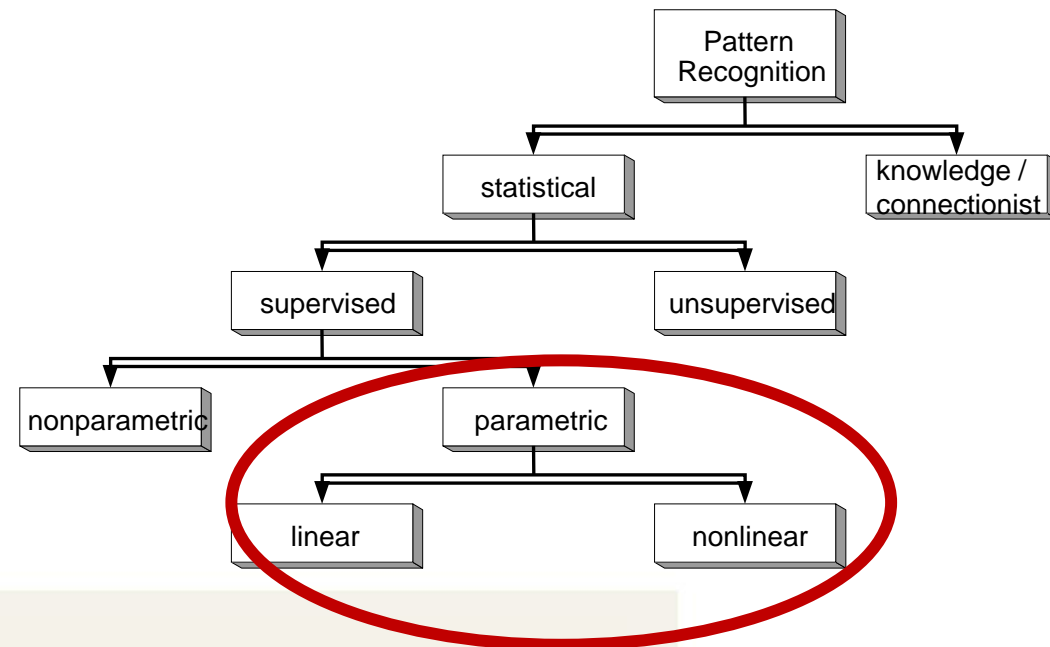 Pattern
Recognition
statistical
knowledge /
connectionist
supervised
unsupervised
nonparametric
parametric
linear
nonlinear